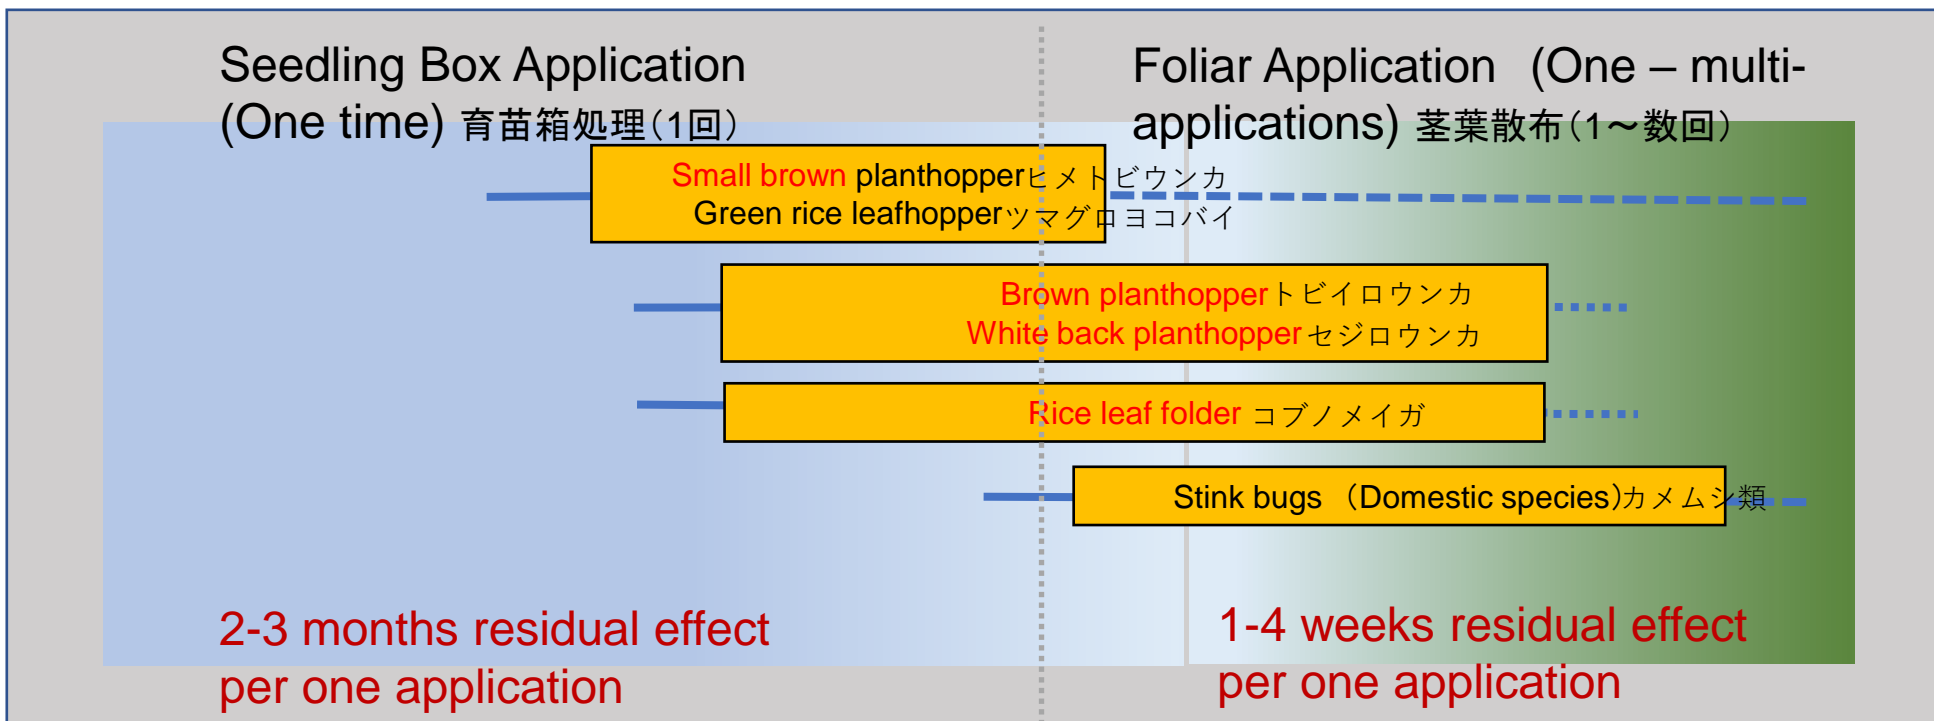 Seedling Box Application
(One time) 育苗箱処理（1回）
Foliar Application (One – multi-
applications) 茎葉散布（1～数回）
Small brown planthopperヒメトビウンカ
Green rice leafhopperツマグロヨコバイ
Brown planthopperトビイロウンカ
White back planthopperセジロウンカ
Rice leaf folder コブノメイガ
Stink bugs （Domestic species）カメムシ類
2-3 months residual effect
per one application
1-4 weeks residual effect
per one application